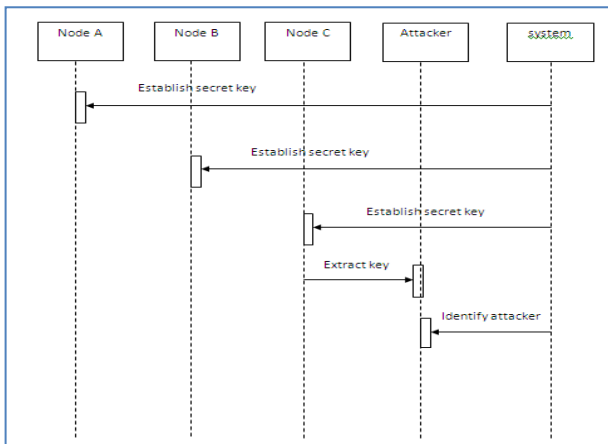 Node A
Node B
Node C
Attacker
system
Establish secret key
Establish secret key
Establish secret key
Extract key
Identify attacker